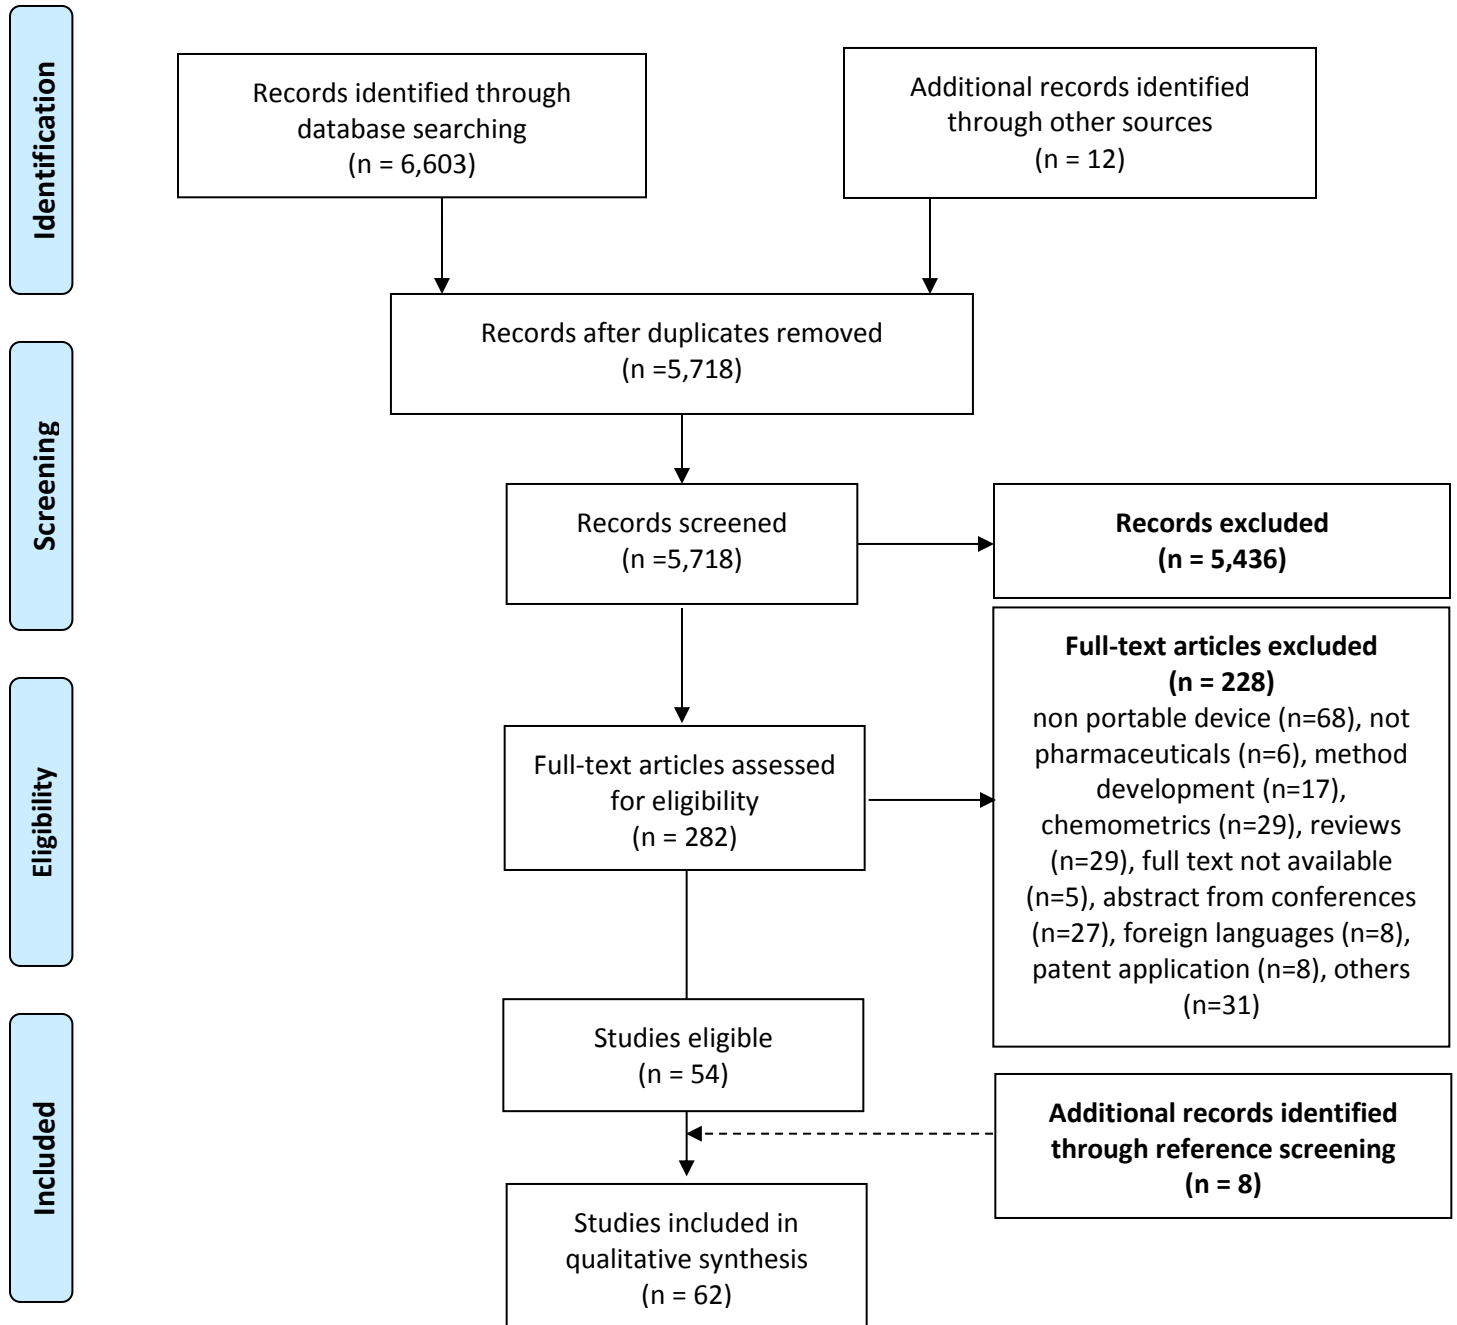 Identification
Records identified through
database searching
(n = 6,603)
Additional records identified
through other sources
(n = 12)
Screening
Records after duplicates removed
(n =5,718)
Records screened
(n =5,718)
Records excluded
(n = 5,436)
Eligibility
Full-text articles assessed
for eligibility
(n = 282)
Full-text articles excluded
(n = 228)
non portable device (n=68), not
pharmaceuticals (n=6), method
development (n=17),
chemometrics (n=29), reviews
(n=29), full text not available
(n=5), abstract from conferences
(n=27), foreign languages (n=8),
patent application (n=8), others
(n=31)
Studies eligible
(n = 54)
Included
Additional records identified
through reference screening
(n = 8)
Studies included in
qualitative synthesis
(n = 62)